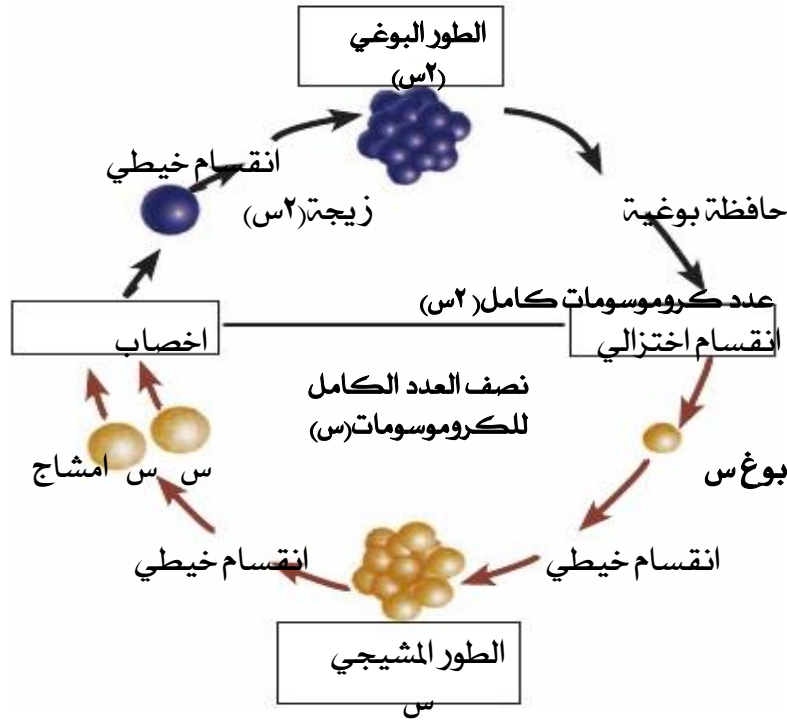 الطور البوغي
(٢س)
انقسام خيطي
زيجة(٢س)
حافظة بوغية
عدد كروموسومات كامل(٢س)
انقسام اختزالي
اخصاب
نصف العدد الكامل
للكروموسومات(س)
بوغ س
س س امشاج
انقسام خيطي
انقسام خيطي
الطور المشيجي
س